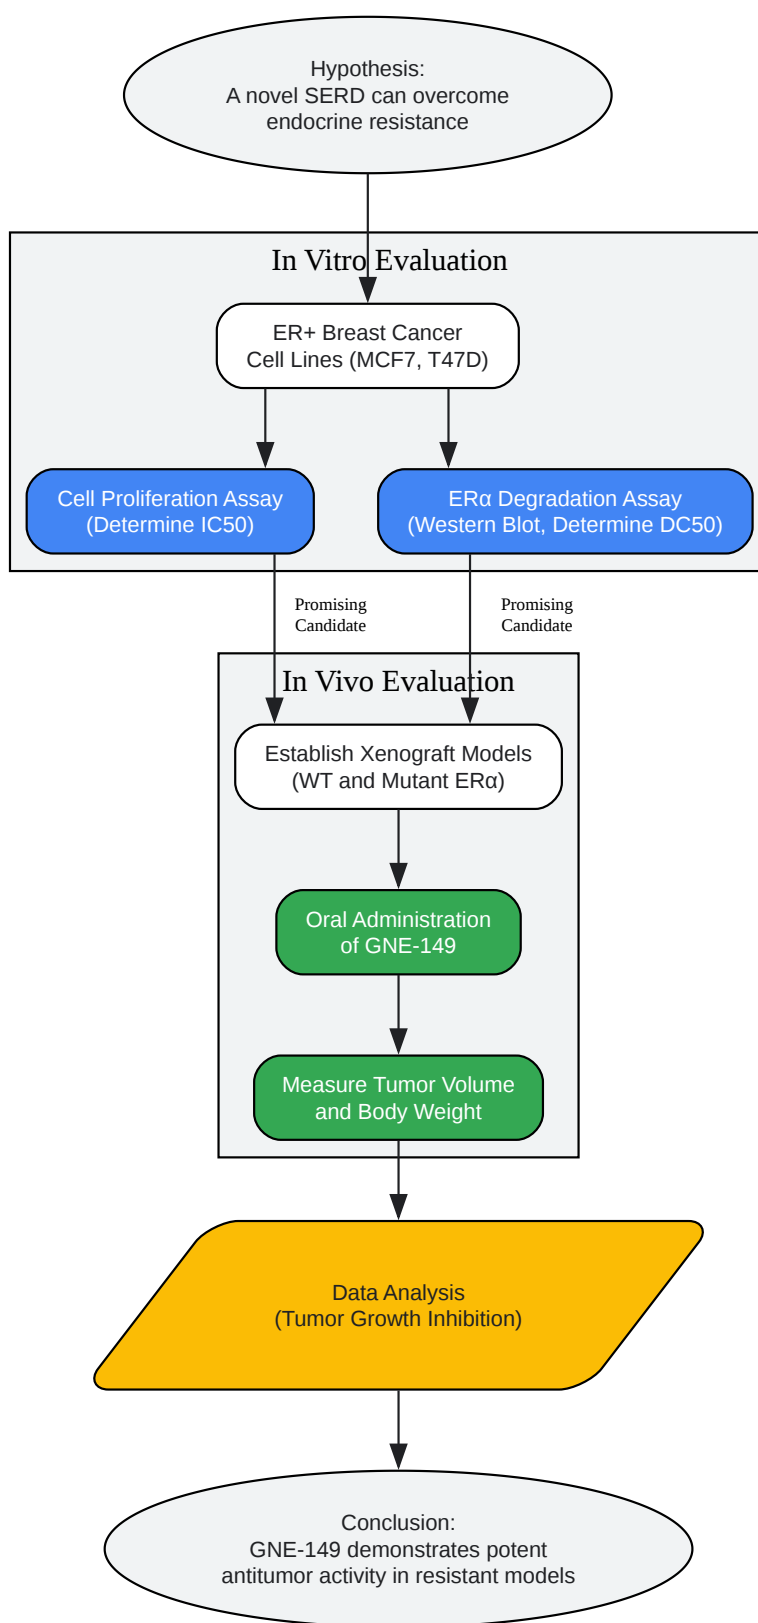 Hypothesis:
A novel SERD can overcome
endocrine resistance
In Vitro Evaluation
ER+ Breast Cancer
Cell Lines (MCF7, T47D)
Cell Proliferation Assay
(Determine IC50)
ERα Degradation Assay
(Western Blot, Determine DC50)
Promising
Candidate
Promising
Candidate
In Vivo Evaluation
Establish Xenograft Models
(WT and Mutant ERα)
Oral Administration
of GNE-149
Measure Tumor Volume
and Body Weight
Data Analysis
(Tumor Growth Inhibition)
Conclusion:
GNE-149 demonstrates potent
antitumor activity in resistant models